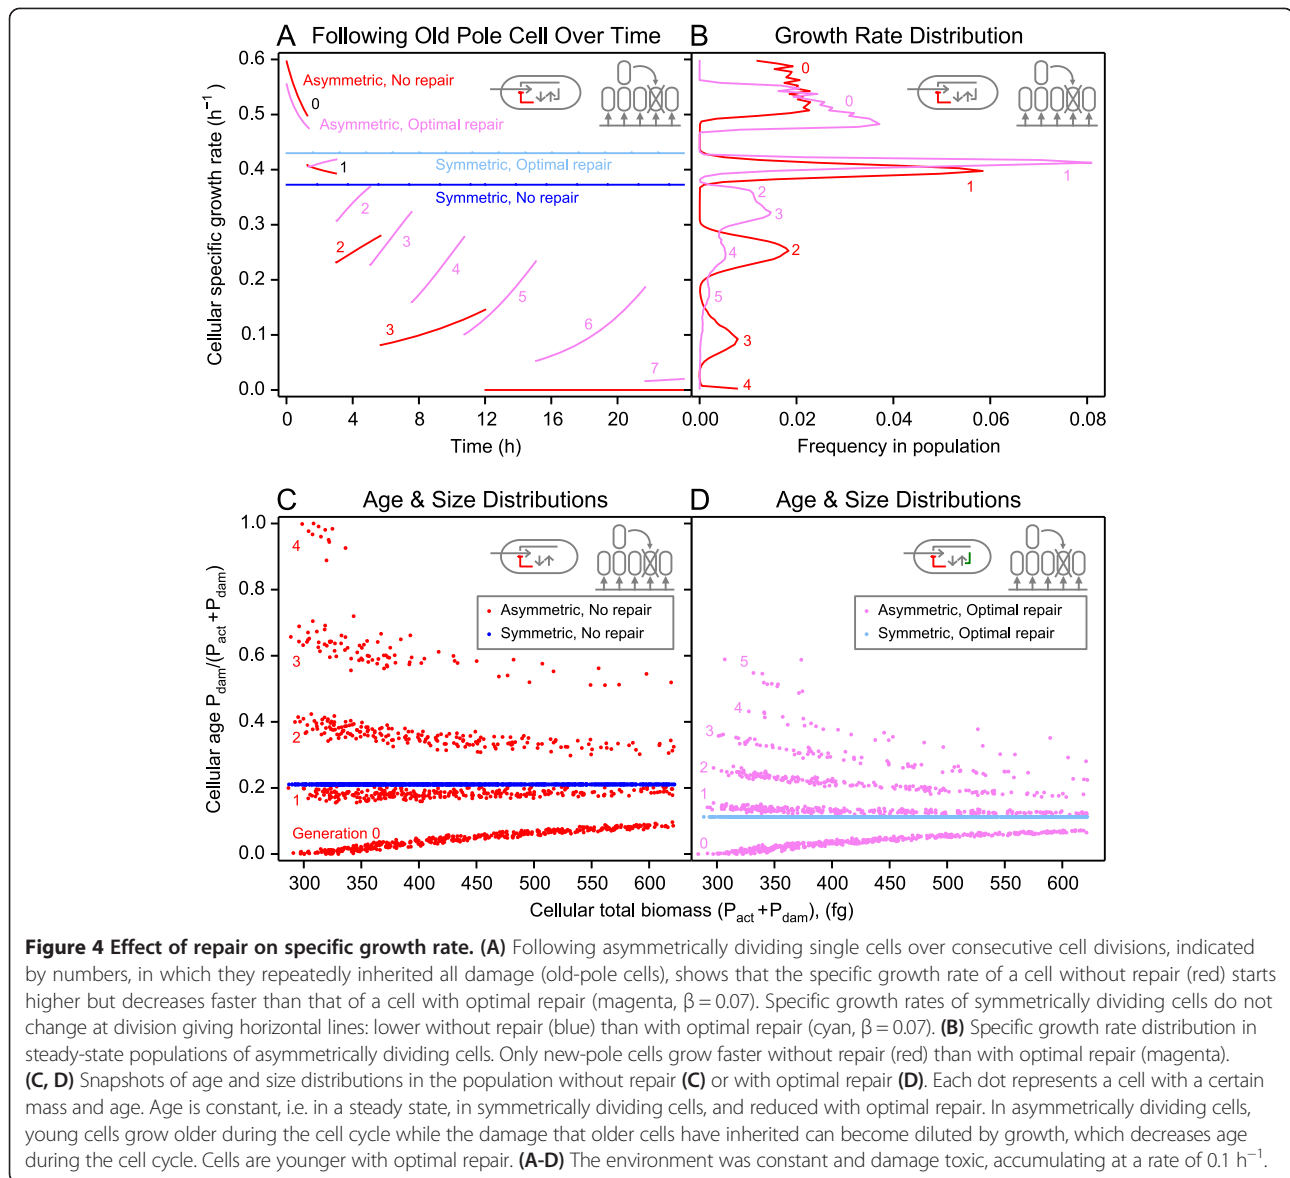 A Following Old Pole Cell Over Time
B Growth Rate Distribution
Cellular specific growth rate (h⁻¹)
0.6
0.5
0.4
0.3
0.2
0.1
0.0
Asymmetric, No repair
0
Asymmetric, Optimal repair
Symmetric, Optimal repair
1
Symmetric, No repair
2
2
3
4
3
5
6
7
0 4 8 12 16 20
Time (h)
0
0
1
1
2
3
2
4
5
3
4
0.00 0.02 0.04 0.06 0.08
Frequency in population
C Age & Size Distributions
D Age & Size Distributions
Cellular age P_dam/(P_act+P_dam)
1.0
0.8
0.6
0.4
0.2
0.0
4
Asymmetric, No repair
Symmetric, No repair
3
2
1
Generation 0
300 350 400 450 500 550 600
Asymmetric, Optimal repair
Symmetric, Optimal repair
5
4
3
2
1
0
300 350 400 450 500 550 600
Cellular total biomass (P_act+P_dam), (fg)
Figure 4 Effect of repair on specific growth rate. (A) Following asymmetrically dividing single cells over consecutive cell divisions, indicated
by numbers, in which they repeatedly inherited all damage (old-pole cells), shows that the specific growth rate of a cell without repair (red) starts
higher but decreases faster than that of a cell with optimal repair (magenta, β = 0.07). Specific growth rates of symmetrically dividing cells do not
change at division giving horizontal lines: lower without repair (blue) than with optimal repair (cyan, β = 0.07). (B) Specific growth rate distribution in
steady-state populations of asymmetrically dividing cells. Only new-pole cells grow faster without repair (red) than with optimal repair (magenta).
(C, D) Snapshots of age and size distributions in the population without repair (C) or with optimal repair (D). Each dot represents a cell with a certain
mass and age. Age is constant, i.e. in a steady state, in symmetrically dividing cells, and reduced with optimal repair. In asymmetrically dividing cells,
young cells grow older during the cell cycle while the damage that older cells have inherited can become diluted by growth, which decreases age
during the cell cycle. Cells are younger with optimal repair. (A-D) The environment was constant and damage toxic, accumulating at a rate of 0.1 h⁻¹.